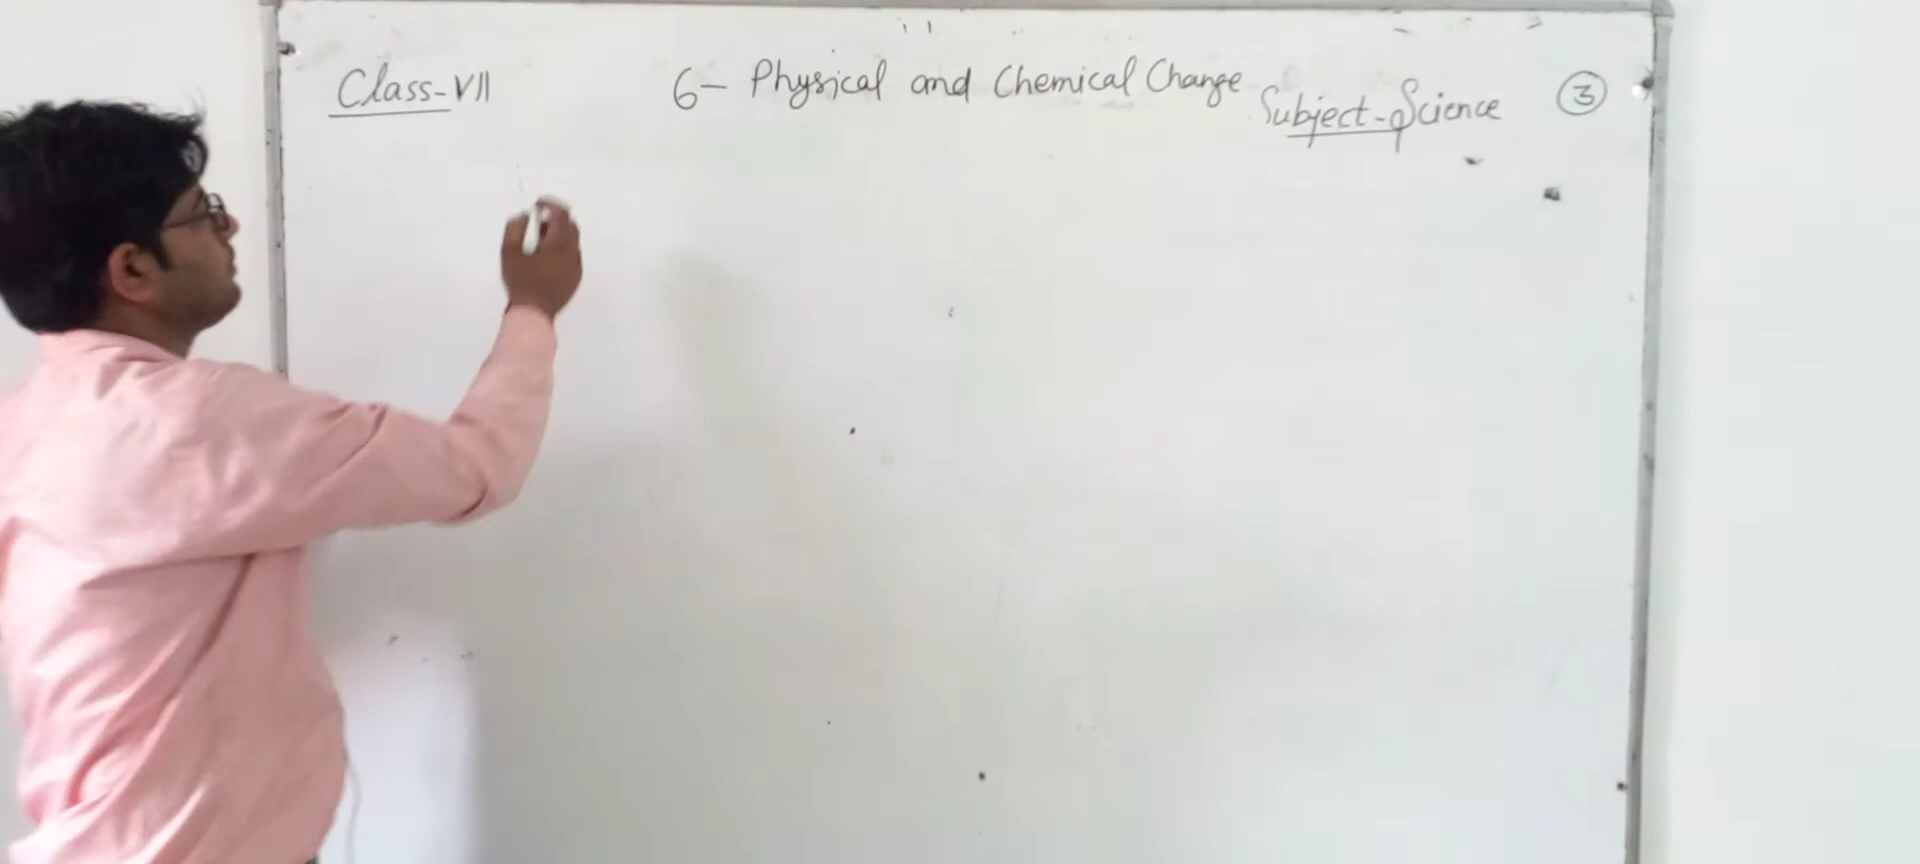 Class-VII 6- Physical and Chemical Change
Subject-Science 3